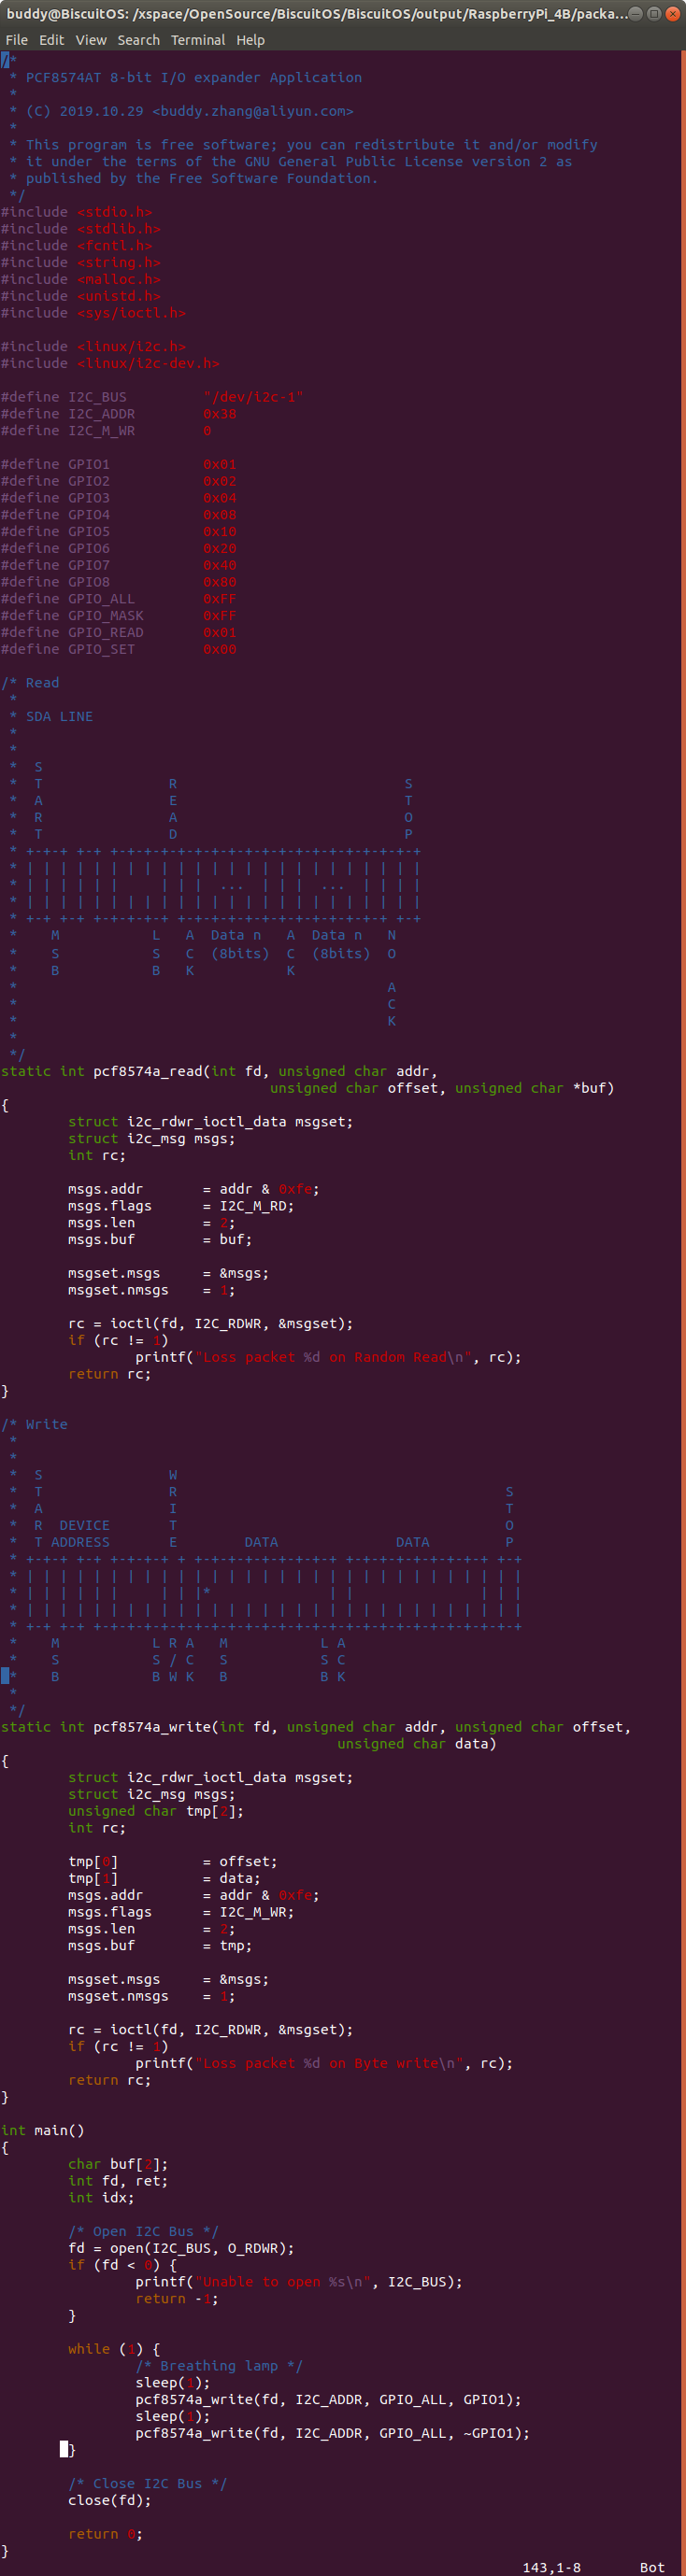 buddy@BiscuitOS: /xspace/OpenSource/BiscuitOS/BiscuitOS/output/RaspberryPi_4B/packa...
File Edit View Search Terminal Help
/*
 * PCF8574AT 8-bit I/O expander Application
 *
 * (C) 2019.10.29 <buddy.zhang@aliyun.com>
 *
 * This program is free software; you can redistribute it and/or modify
 * it under the terms of the GNU General Public License version 2 as
 * published by the Free Software Foundation.
 */
#include <stdio.h>
#include <stdlib.h>
#include <fcntl.h>
#include <string.h>
#include <malloc.h>
#include <unistd.h>
#include <sys/ioctl.h>

#include <linux/i2c.h>
#include <linux/i2c-dev.h>

#define I2C_BUS         "/dev/i2c-1"
#define I2C_ADDR        0x38
#define I2C_M_WR        0

#define GPIO1           0x01
#define GPIO2           0x02
#define GPIO3           0x04
#define GPIO4           0x08
#define GPIO5           0x10
#define GPIO6           0x20
#define GPIO7           0x40
#define GPIO8           0x80
#define GPIO_ALL        0xFF
#define GPIO_MASK       0xFF
#define GPIO_READ       0x01
#define GPIO_SET        0x00

/* Read
 *
 * SDA LINE
 *
 *
 *  S
 *  T               R                           S
 *  A               E                           T
 *  R               A                           O
 *  T               D                           P
 * +-+-+ +-+ +-+-+-+-+-+-+-+-+-+-+-+-+-+-+-+-+-+-+
 * | | | | | | | | | | | | | | | | | | | | | | | |
 * | | | | | |     | | |  ...  | | |  ...  | | | |
 * | | | | | | | | | | | | | | | | | | | | | | | |
 * +-+ +-+ +-+-+-+-+ +-+-+-+-+-+-+-+-+-+-+-+-+ +-+
 *    M           L   A  Data n   A  Data n   N
 *    S           S   C  (8bits)  C  (8bits)  O
 *    B           B   K           K
 *                                            A
 *                                            C
 *                                            K
 *
 */
static int pcf8574a_read(int fd, unsigned char addr,
                                unsigned char offset, unsigned char *buf)
{
        struct i2c_rdwr_ioctl_data msgset;
        struct i2c_msg msgs;
        int rc;

        msgs.addr       = addr & 0xfe;
        msgs.flags      = I2C_M_RD;
        msgs.len        = 2;
        msgs.buf        = buf;

        msgset.msgs     = &msgs;
        msgset.nmsgs    = 1;

        rc = ioctl(fd, I2C_RDWR, &msgset);
        if (rc != 1)
                printf("Loss packet %d on Random Read\n", rc);
        return rc;
}

/* Write
 *
 *
 *  S               W
 *  T               R                                       S
 *  A               I                                       T
 *  R  DEVICE       T                                       O
 *  T ADDRESS       E        DATA              DATA         P
 * +-+-+ +-+ +-+-+-+ + +-+-+-+-+-+-+-+-+ +-+-+-+-+-+-+-+-+ +-+
 * | | | | | | | | | | | | | | | | | | | | | | | | | | | | | |
 * | | | | | |     | | |*              | |               | | |
 * | | | | | | | | | | | | | | | | | | | | | | | | | | | | | |
 * +-+ +-+ +-+-+-+-+-+-+-+-+-+-+-+-+-+-+-+-+-+-+-+-+-+-+-+-+-+
 *    M           L R A   M           L A
 *    S           S / C   S           S C
 *    B           B W K   B           B K
 *
 */
static int pcf8574a_write(int fd, unsigned char addr, unsigned char offset,
                                        unsigned char data)
{
        struct i2c_rdwr_ioctl_data msgset;
        struct i2c_msg msgs;
        unsigned char tmp[2];
        int rc;

        tmp[0]          = offset;
        tmp[1]          = data;
        msgs.addr       = addr & 0xfe;
        msgs.flags      = I2C_M_WR;
        msgs.len        = 2;
        msgs.buf        = tmp;

        msgset.msgs     = &msgs;
        msgset.nmsgs    = 1;

        rc = ioctl(fd, I2C_RDWR, &msgset);
        if (rc != 1)
                printf("Loss packet %d on Byte write\n", rc);
        return rc;
}

int main()
{
        char buf[2];
        int fd, ret;
        int idx;

        /* Open I2C Bus */
        fd = open(I2C_BUS, O_RDWR);
        if (fd < 0) {
                printf("Unable to open %s\n", I2C_BUS);
                return -1;
        }

        while (1) {
                /* Breathing lamp */
                sleep(1);
                pcf8574a_write(fd, I2C_ADDR, GPIO_ALL, GPIO1);
                sleep(1);
                pcf8574a_write(fd, I2C_ADDR, GPIO_ALL, ~GPIO1);
        }

        /* Close I2C Bus */
        close(fd);

        return 0;
}
143,1-8       Bot